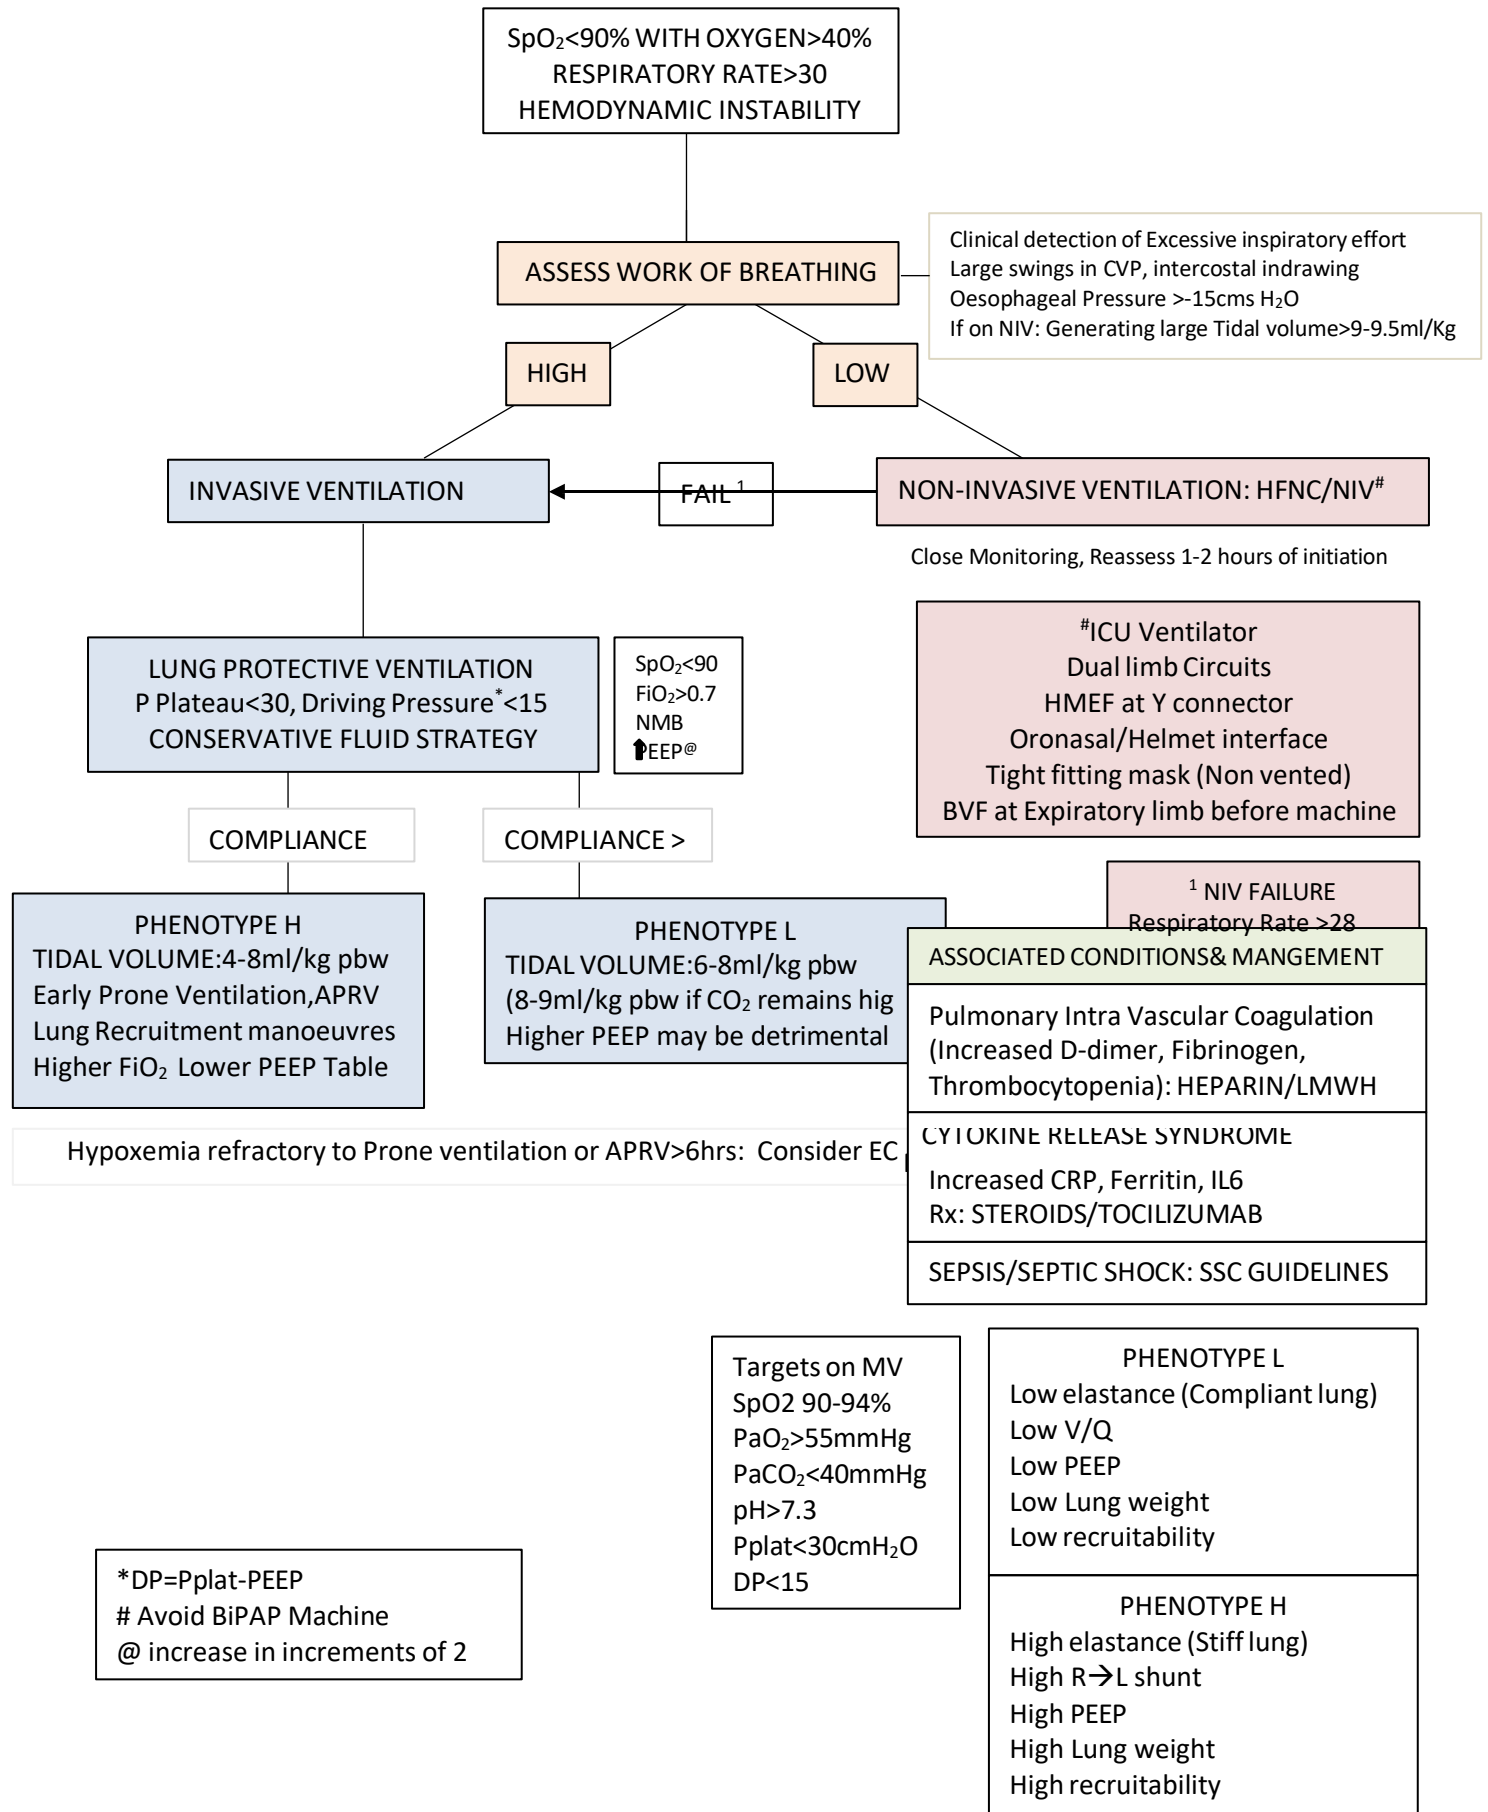 SpO₂<90% WITH OXYGEN>40%
RESPIRATORY RATE>30
HEMODYNAMIC INSTABILITY
ASSESS WORK OF BREATHING
Clinical detection of Excessive inspiratory effort
Large swings in CVP, intercostal indrawing
Oesophageal Pressure >-15cms H₂O
If on NIV: Generating large Tidal volume>9-9.5ml/Kg
HIGH
LOW
INVASIVE VENTILATION
FAIL ¹
NON-INVASIVE VENTILATION: HFNC/NIV#
Close Monitoring, Reassess 1-2 hours of initiation
LUNG PROTECTIVE VENTILATION
P Plateau<30, Driving Pressure*<15
CONSERVATIVE FLUID STRATEGY
SpO₂<90
FiO₂>0.7
NMB
⬆PEEP@
#ICU Ventilator
Dual limb Circuits
HMEF at Y connector
Oronasal/Helmet interface
Tight fitting mask (Non vented)
BVF at Expiratory limb before machine
COMPLIANCE
COMPLIANCE >
PHENOTYPE H
TIDAL VOLUME:4-8ml/kg pbw
Early Prone Ventilation,APRV
Lung Recruitment manoeuvres
Higher FiO₂ Lower PEEP Table
PHENOTYPE L
TIDAL VOLUME:6-8ml/kg pbw
(8-9ml/kg pbw if CO₂ remains hig
Higher PEEP may be detrimental
¹ NIV FAILURE
Respiratory Rate >28
ASSOCIATED CONDITIONS& MANGEMENT
Pulmonary Intra Vascular Coagulation
(Increased D-dimer, Fibrinogen,
Thrombocytopenia): HEPARIN/LMWH
CYTOKINE RELEASE SYNDROME
Increased CRP, Ferritin, IL6
Rx: STEROIDS/TOCILIZUMAB
SEPSIS/SEPTIC SHOCK: SSC GUIDELINES
Hypoxemia refractory to Prone ventilation or APRV>6hrs: Consider EC
Targets on MV
SpO2 90-94%
PaO₂>55mmHg
PaCO₂<40mmHg
pH>7.3
Pplat<30cmH₂O
DP<15
PHENOTYPE L
Low elastance (Compliant lung)
Low V/Q
Low PEEP
Low Lung weight
Low recruitability
PHENOTYPE H
High elastance (Stiff lung)
High R→L shunt
High PEEP
High Lung weight
High recruitability
*DP=Pplat-PEEP
# Avoid BiPAP Machine
@ increase in increments of 2